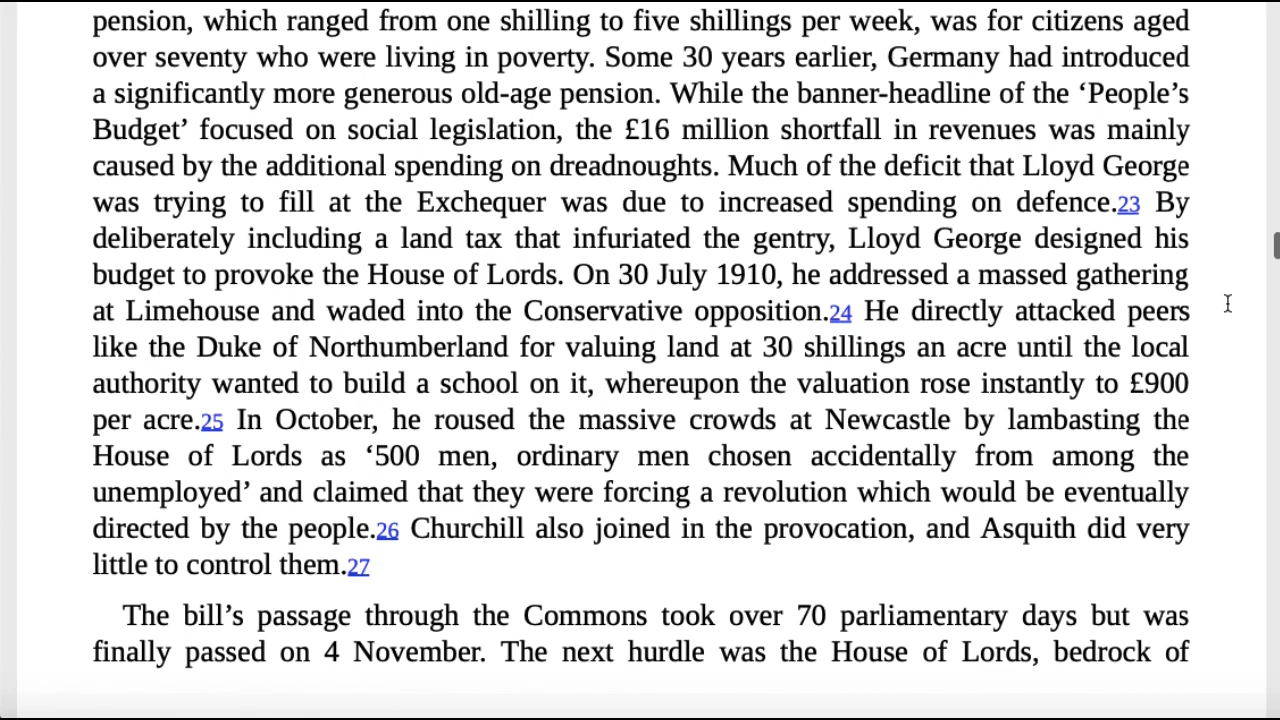 pension, which ranged from one shilling to five shillings per week, was for citizens aged
over seventy who were living in poverty. Some 30 years earlier, Germany had introduced
a significantly more generous old-age pension. While the banner-headline of the ‘People’s
Budget’ focused on social legislation, the £16 million shortfall in revenues was mainly
caused by the additional spending on dreadnoughts. Much of the deficit that Lloyd George
was trying to fill at the Exchequer was due to increased spending on defence.23 By
deliberately including a land tax that infuriated the gentry, Lloyd George designed his
budget to provoke the House of Lords. On 30 July 1910, he addressed a massed gathering
at Limehouse and waded into the Conservative opposition.24 He directly attacked peers
like the Duke of Northumberland for valuing land at 30 shillings an acre until the local
authority wanted to build a school on it, whereupon the valuation rose instantly to £900
per acre.25 In October, he roused the massive crowds at Newcastle by lambasting the
House of Lords as ‘500 men, ordinary men chosen accidentally from among the
unemployed’ and claimed that they were forcing a revolution which would be eventually
directed by the people.26 Churchill also joined in the provocation, and Asquith did very
little to control them.27
The bill’s passage through the Commons took over 70 parliamentary days but was
finally passed on 4 November. The next hurdle was the House of Lords, bedrock of